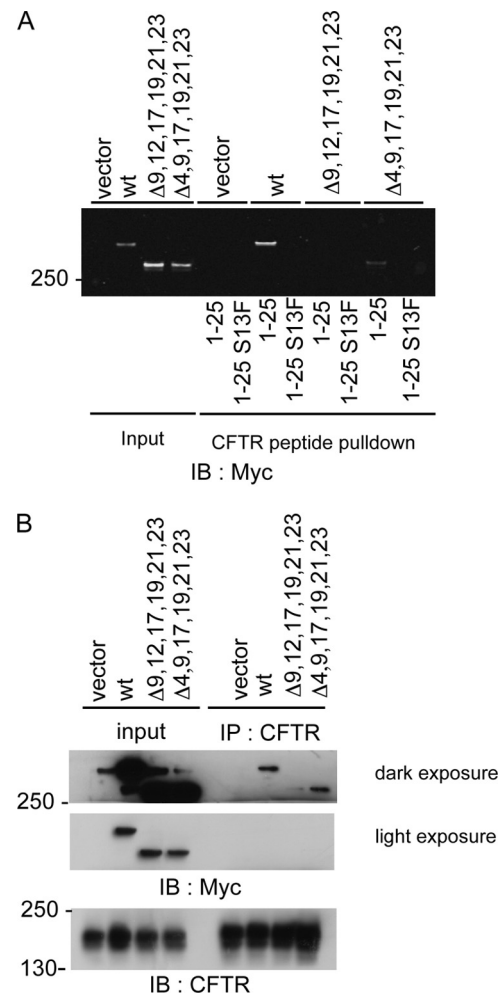 A
vector
wt
Δ9,12,17,19,21,23
Δ4,9,17,19,21,23
vector
wt
Δ9,12,17,19,21,23
Δ4,9,17,19,21,23
250 -
1-25
1-25 S13F
1-25
1-25 S13F
1-25
1-25 S13F
1-25
1-25 S13F
Input
CFTR peptide pulldown
IB : Myc
B
vector
wt
Δ9,12,17,19,21,23
Δ4,9,17,19,21,23
vector
wt
Δ9,12,17,19,21,23
Δ4,9,17,19,21,23
input
IP : CFTR
dark exposure
250 -
light exposure
IB : Myc
250 -
130-
IB : CFTR